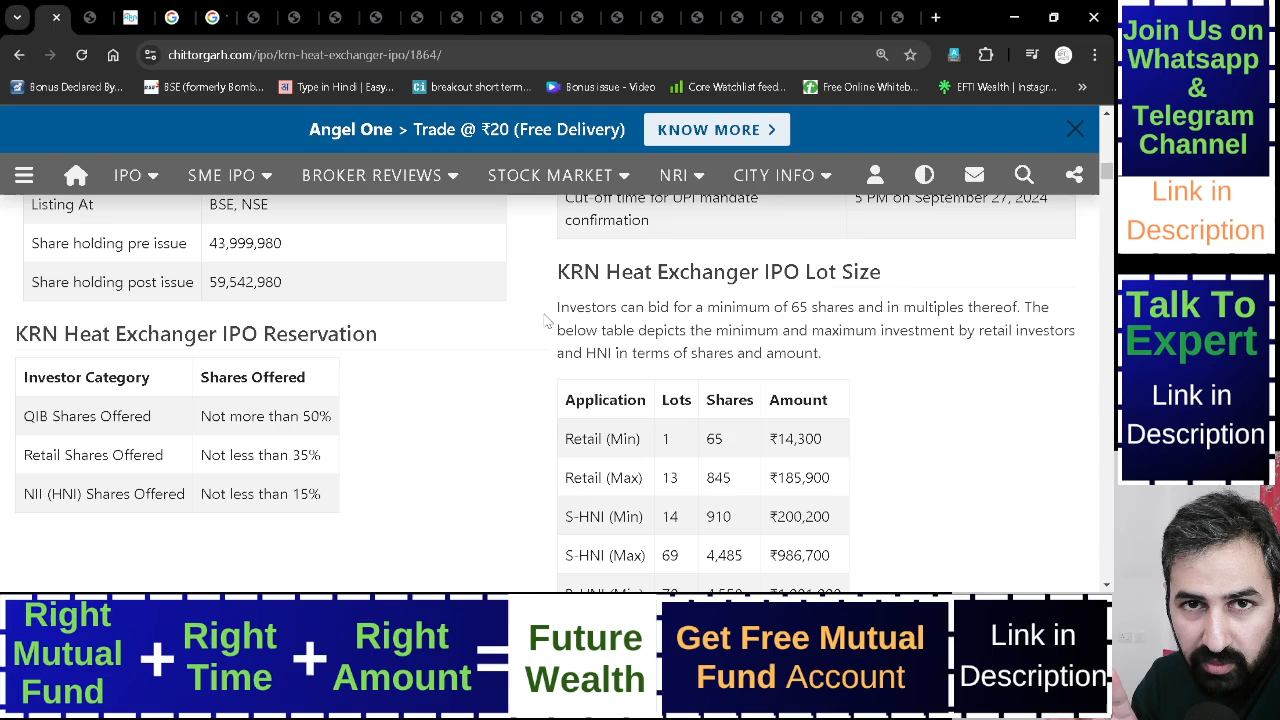 chittorgarh.com/ipo/krn-heat-exchanger-ipo/1864/
Bonus Declared By...
BSE (formerly Bomb...
Type in Hindi | Easy...
breakout short term...
Bonus issue - Video
Core Watchlist feed...
Free Online Whiteb...
EFTI Wealth | Instagr...
Angel One > Trade @ ₹20 (Free Delivery)
KNOW MORE
IPO
SME IPO
BROKER REVIEWS
STOCK MARKET
NRI
CITY INFO
Listing At BSE, NSE
Share holding pre issue 43,999,980
Share holding post issue 59,542,980
KRN Heat Exchanger IPO Reservation
Investor Category Shares Offered
QIB Shares Offered Not more than 50%
Retail Shares Offered Not less than 35%
NII (HNI) Shares Offered Not less than 15%
Cut-off time for UPI mandate
confirmation
5 PM on September 27, 2024
KRN Heat Exchanger IPO Lot Size
Investors can bid for a minimum of 65 shares and in multiples thereof. The
below table depicts the minimum and maximum investment by retail investors
and HNI in terms of shares and amount.
Application Lots Shares Amount
Retail (Min) 1 65 ₹14,300
Retail (Max) 13 845 ₹185,900
S-HNI (Min) 14 910 ₹200,200
S-HNI (Max) 69 4,485 ₹986,700
Join Us on
Whatsapp
&
Telegram
Channel
Link in
Description
Talk To
Expert
Link in
Description
Right
Mutual
Fund
+
Right
Time
+
Right
Amount
=
Future
Wealth
Get Free Mutual
Fund Account
Link in
Description